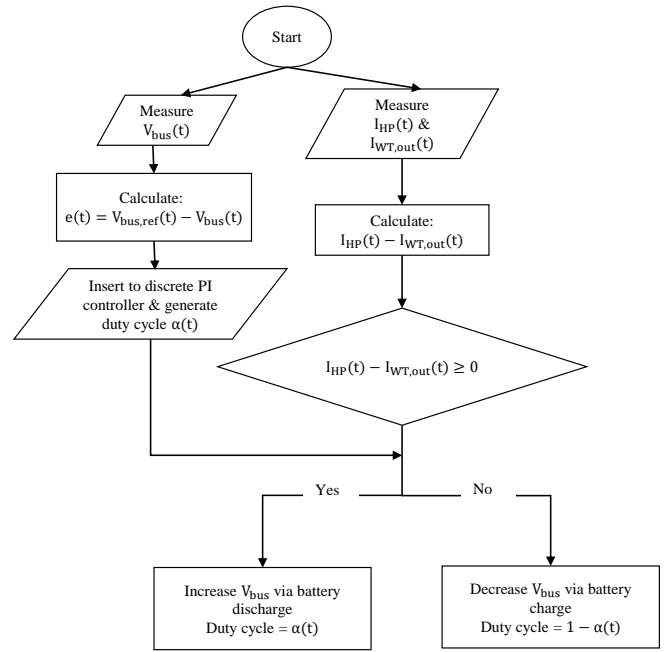 Start
Measure
V_bus(t)
Calculate:
e(t) = V_bus,ref(t) − V_bus(t)
Insert to discrete PI
controller & generate
duty cycle α(t)
Measure
I_HP(t) &
I_WT,out(t)
Calculate:
I_HP(t) − I_WT,out(t)
I_HP(t) − I_WT,out(t) ≥ 0
Yes
No
Increase V_bus via battery
discharge
Duty cycle = α(t)
Decrease V_bus via battery
charge
Duty cycle = 1 − α(t)